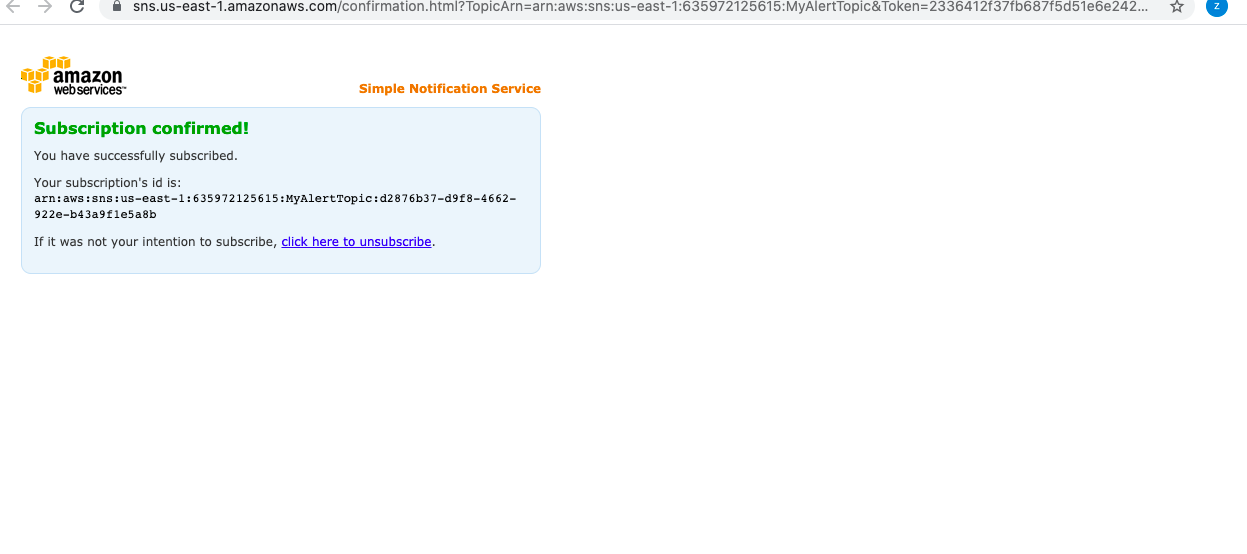 sns.us-east-1.amazonaws.com/confirmation.html?TopicArn=arn:aws:sns:us-east-1:635972125615:MyAlertTopic&Token=2336412f37fb687f5d51e6e242...
z
amazon
web services™
Simple Notification Service
Subscription confirmed!
You have successfully subscribed.
Your subscription's id is:
arn:aws:sns:us-east-1:635972125615:MyAlertTopic:d2876b37-d9f8-4662-
922e-b43a9f1e5a8b
If it was not your intention to subscribe, click here to unsubscribe.